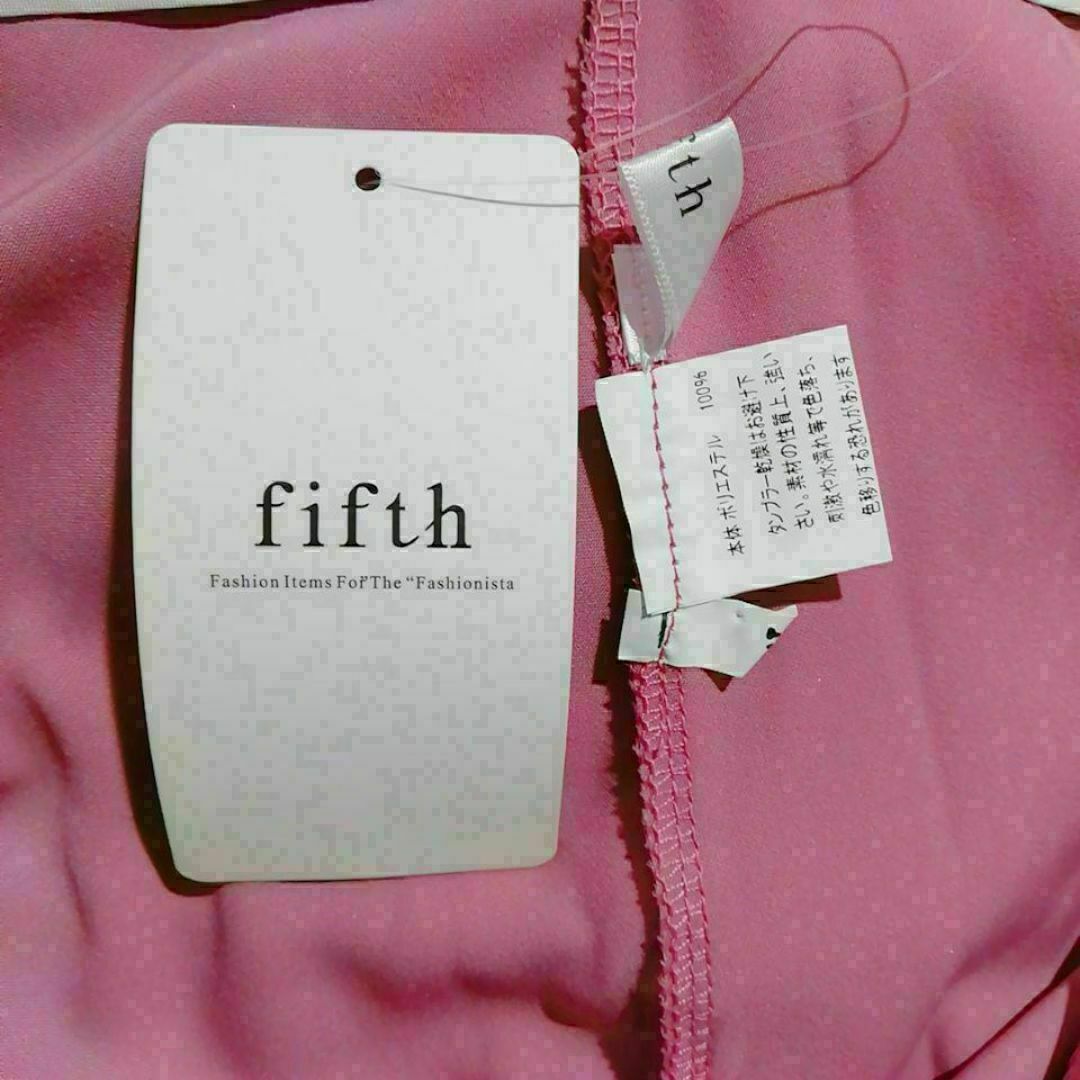 fifth
Fashion Items For The “Fashionista
th
本体 ポリエステル 100%
タンブラー乾燥はお避け下
さい。素材の性質上、強い
刺激や水濡れ等で色落ち、
色移りする恐れがあります